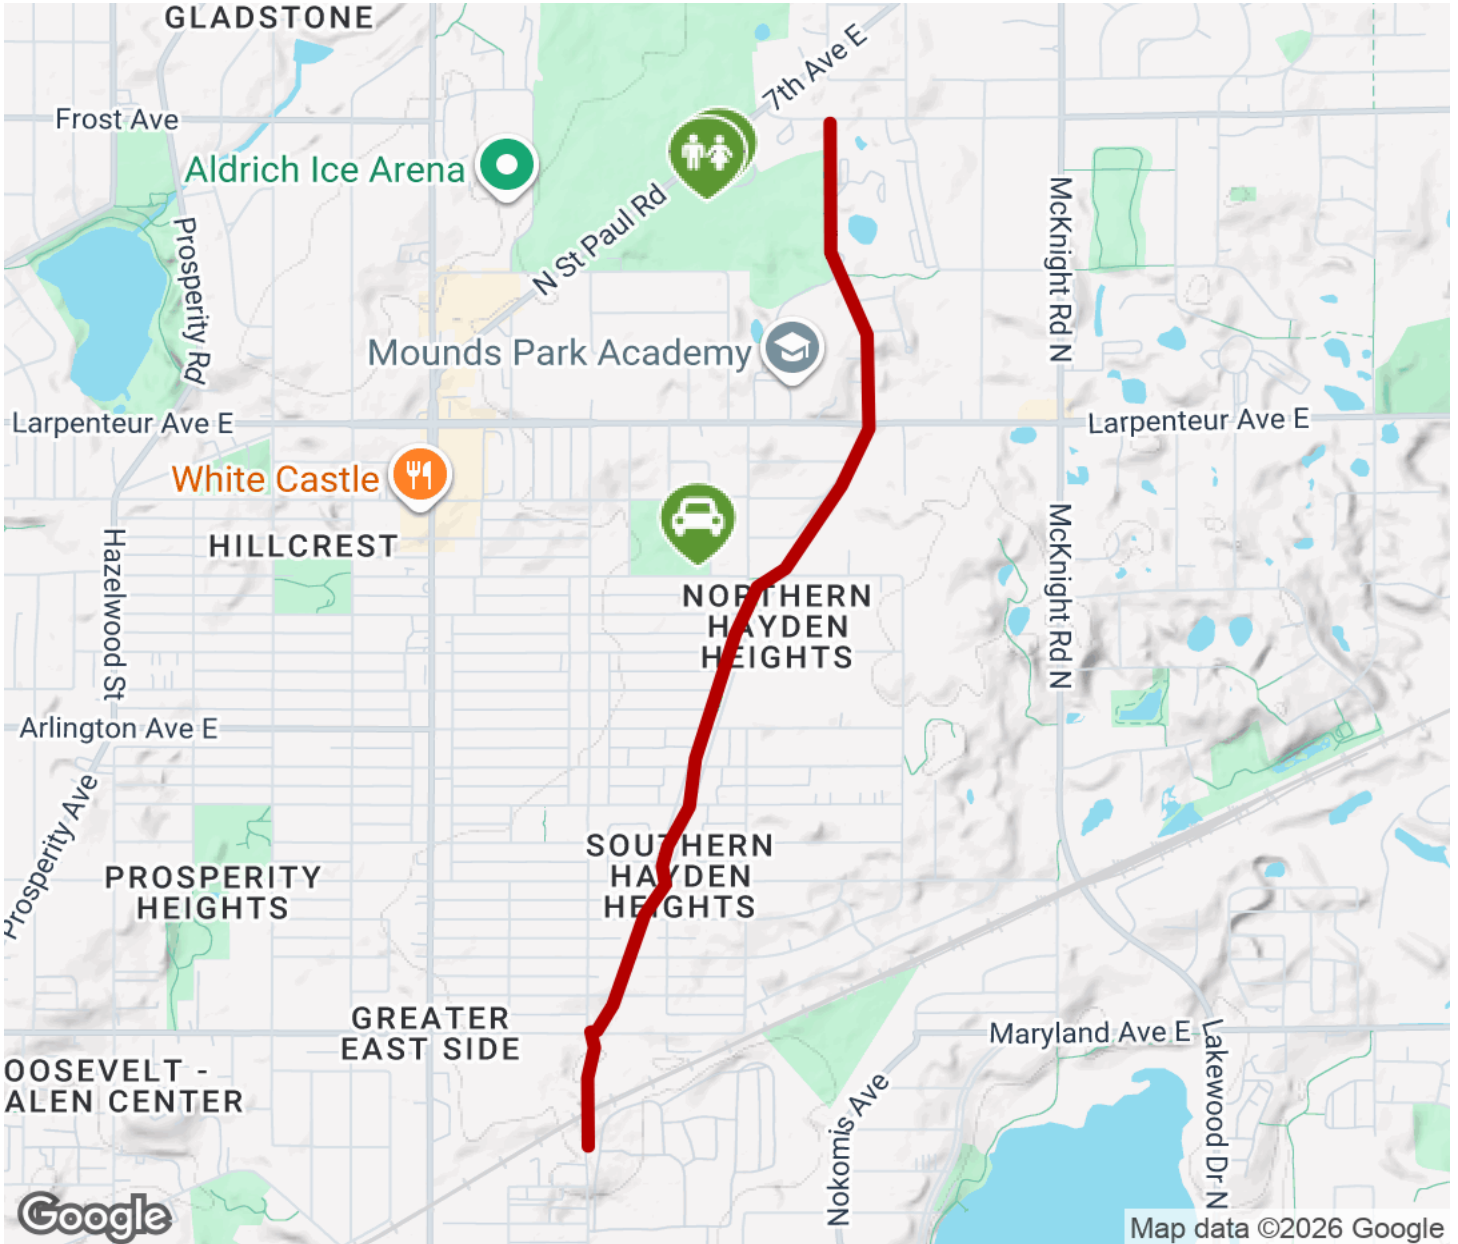 GLADSTONE
7th Ave E
Frost Ave
Aldrich Ice Arena
N St Paul Rd
McKnight Rd N
Prosperity Rd
Mounds Park Academy
Larpenteur Ave E
Larpenteur Ave E
White Castle
HILLCREST
Hazelwood St
McKnight Rd N
NORTHERN
HAYDEN
HEIGHTS
Arlington Ave E
Prosperity Ave
SOUTHERN
HAYDEN
HEIGHTS
PROSPERITY
HEIGHTS
GREATER
EAST SIDE
Maryland Ave E
Lakewood Dr N
OOSEVELT -
ALEN CENTER
Nokomis Ave
Google
Map data ©2026 Google